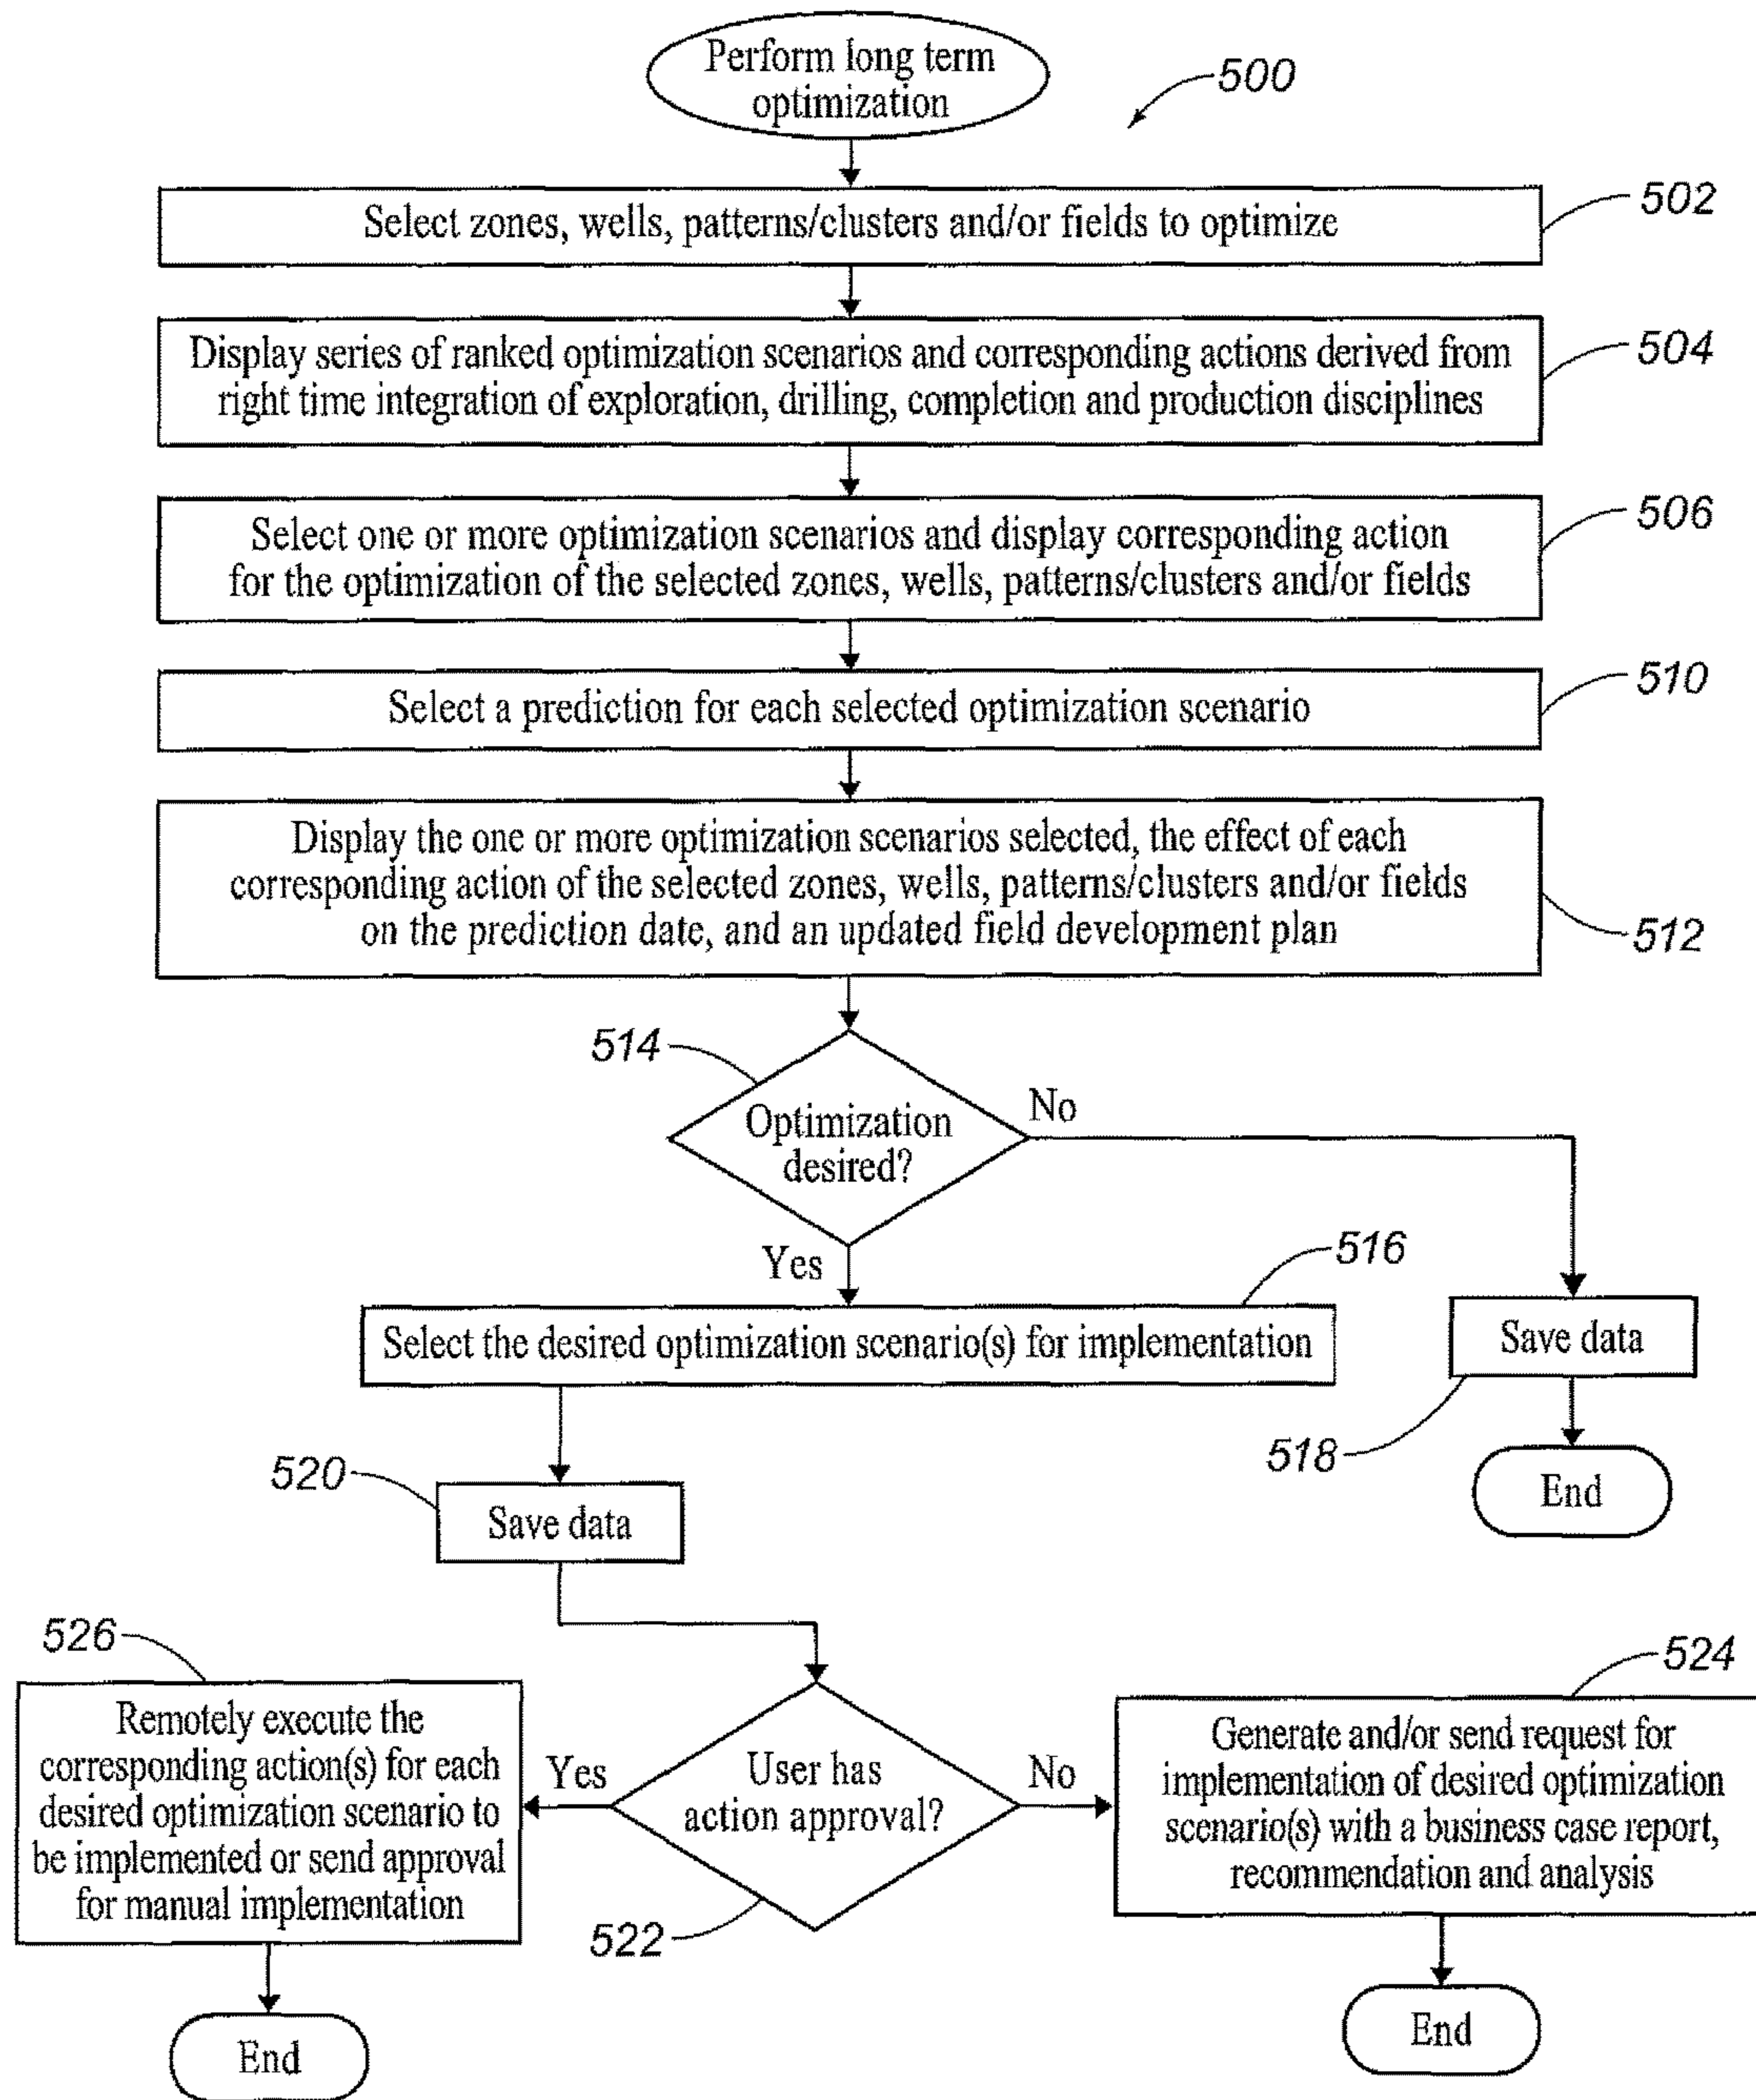 Perform long term
optimization
500
Select zones, wells, patterns/clusters and/or fields to optimize
502
Display series of ranked optimization scenarios and corresponding actions derived from
right time integration of exploration, drilling, completion and production disciplines
504
Select one or more optimization scenarios and display corresponding action
for the optimization of the selected zones, wells, patterns/clusters and/or fields
506
Select a prediction for each selected optimization scenario
510
Display the one or more optimization scenarios selected, the effect of each
corresponding action of the selected zones, wells, patterns/clusters and/or fields
on the prediction date, and an updated field development plan
512
514
Optimization
desired?
No
Yes
516
Select the desired optimization scenario(s) for implementation
Save data
518
End
520
Save data
526
Remotely execute the
corresponding action(s) for each
desired optimization scenario to
be implemented or send approval
for manual implementation
Yes
User has
action approval?
No
522
524
Generate and/or send request for
implementation of desired optimization
scenario(s) with a business case report,
recommendation and analysis
End
End